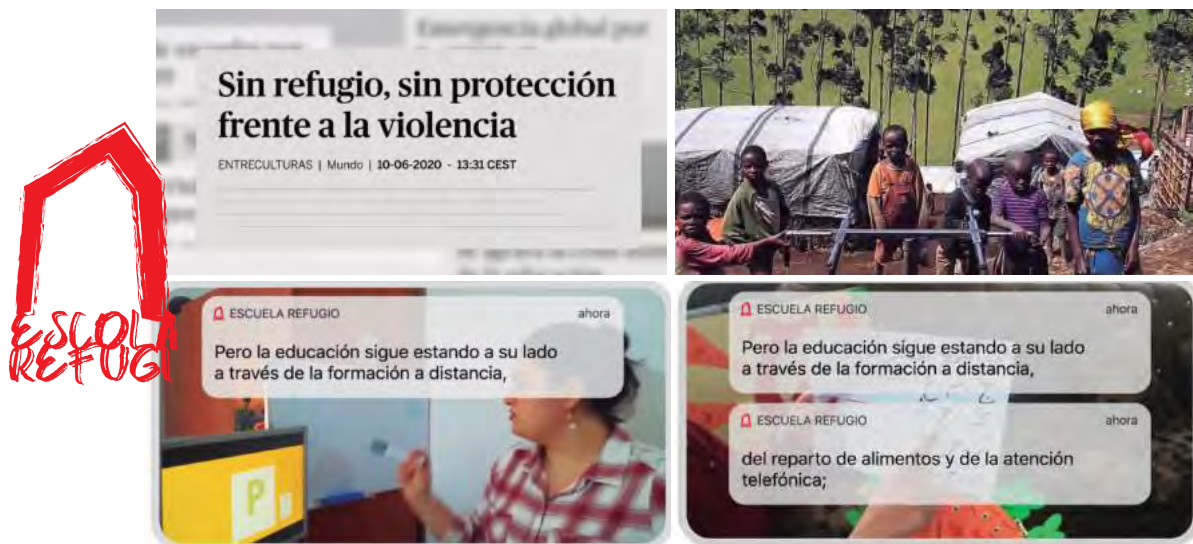 Emergencia global por
Sin refugio, sin protección
frente a la violencia
ENTRECULTURAS | Mundo | 10-06-2020 - 13:31 CEST
ESCOLA
REFUGI
ESCUELA REFUGIO ahora
Pero la educación sigue estando a su lado
a través de la formación a distancia,
P
ESCUELA REFUGIO ahora
Pero la educación sigue estando a su lado
a través de la formación a distancia,
ESCUELA REFUGIO ahora
del reparto de alimentos y de la atención
telefónica;